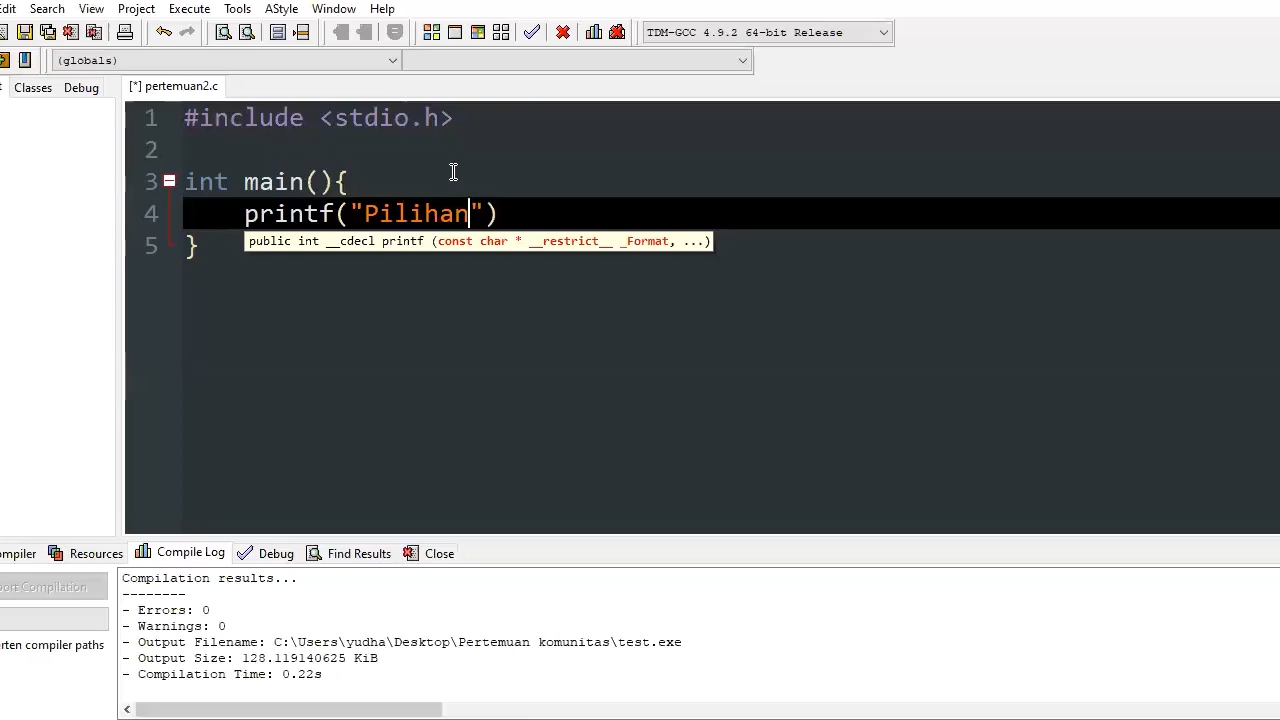 Edit Search View Project Execute Tools AStyle Window Help
TDM-GCC 4.9.2 64-bit Release
(globals)
Classes Debug [*] pertemuan2.c
1 #include <stdio.h>
2
3 int main(){
4 printf("Pilihan")
public int __cdecl printf (const char * __restrict__ _Format, ...)
5 }
Resources Compile Log Debug Find Results Close
Compilation results...
--------
- Errors: 0
- Warnings: 0
- Output Filename: C:\Users\yudha\Desktop\Pertemuan komunitas\test.exe
- Output Size: 128.119140625 KiB
- Compilation Time: 0.22s
Compilation
compiler paths